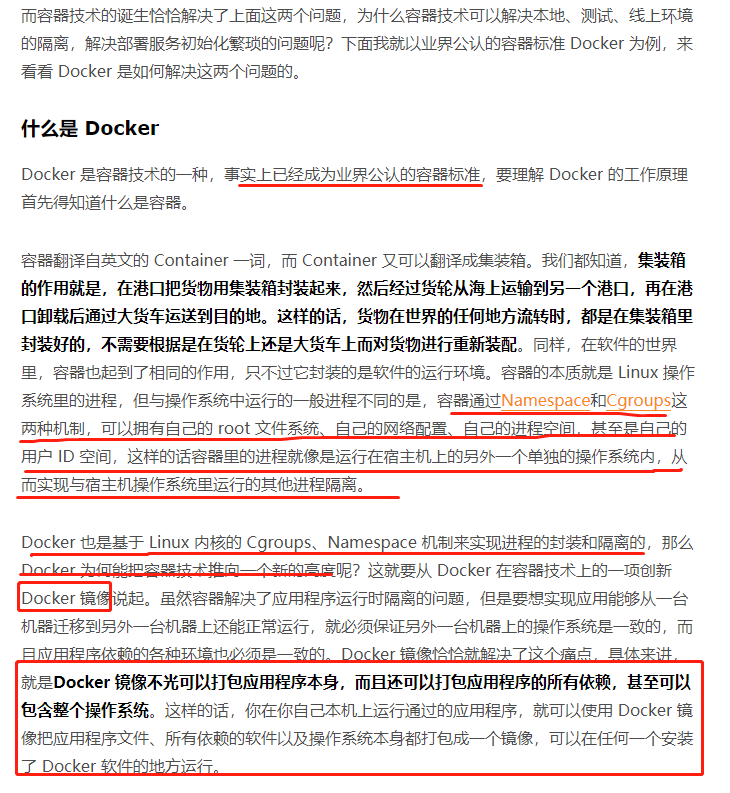 而容器技术的诞生恰恰解决了上面这两个问题，为什么容器技术可以解决本地、测试、线上环境
的隔离，解决部署服务初始化繁琐的问题呢？下面我就以业界公认的容器标准 Docker 为例，来
看看 Docker 是如何解决这两个问题的。
什么是 Docker
Docker 是容器技术的一种，事实上已经成为业界公认的容器标准，要理解 Docker 的工作原理
首先得知道什么是容器。
容器翻译自英文的 Container 一词，而 Container 又可以翻译成集装箱。我们都知道，集装箱
的作用就是，在港口把货物用集装箱封装起来，然后经过货轮从海上运输到另一个港口，再在港
口卸载后通过大货车运送到目的地。这样的话，货物在世界的任何地方流转时，都是在集装箱里
封装好的，不需要根据是在货轮上还是大货车上而对货物进行重新装配。同样，在软件的世界
里，容器也起到了相同的作用，只不过它封装的是软件的运行环境。容器的本质就是 Linux 操作
系统里的进程，但与操作系统中运行的一般进程不同的是，容器通过Namespace和Cgroups这
两种机制，可以拥有自己的 root 文件系统、自己的网络配置、自己的进程空间，甚至是自己的
用户 ID 空间，这样的话容器里的进程就像是运行在宿主机上的另外一个单独的操作系统内，从
而实现与宿主机操作系统里运行的其他进程隔离。
Docker 也是基于 Linux 内核的 Cgroups、Namespace 机制来实现进程的封装和隔离的，那么
Docker 为何能把容器技术推向一个新的高度呢？这就要从 Docker 在容器技术上的一项创新
Docker 镜像说起。虽然容器解决了应用程序运行时隔离的问题，但是要想实现应用能够从一台
机器迁移到另外一台机器上还能正常运行，就必须保证另外一台机器上的操作系统是一致的，而
且应用程序依赖的各种环境也必须是一致的。Docker 镜像恰恰就解决了这个痛点，具体来讲，
就是Docker 镜像不光可以打包应用程序本身，而且还可以打包应用程序的所有依赖，甚至可以
包含整个操作系统。这样的话，你在你自己本机上运行通过的应用程序，就可以使用 Docker 镜
像把应用程序文件、所有依赖的软件以及操作系统本身都打包成一个镜像，可以在任何一个安装
了 Docker 软件的地方运行。